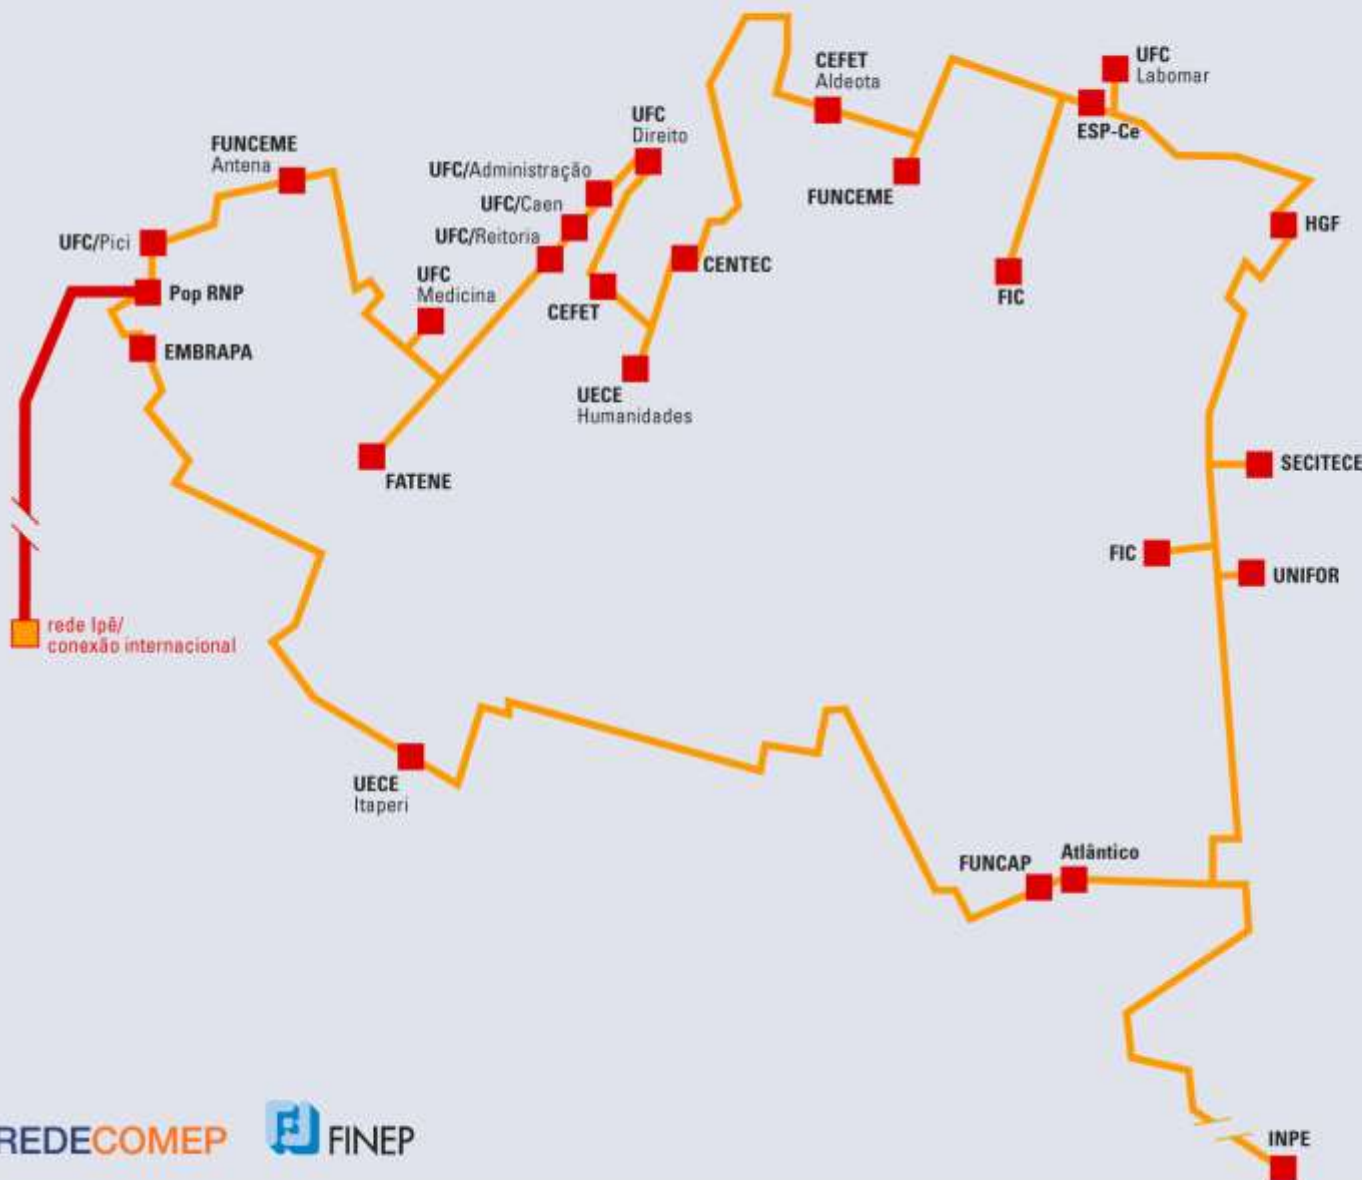 UFC
Labomar
CEFET
Aldeota
ESP-Ce
UFC
Direito
FUNCEME
Antena
UFC/Administração
FUNCEME
UFC/Caen
HGF
UFC/Reitoria
UFC/Pici
CENTEC
UFC
Medicina
Pop RNP
FIC
CEFET
EMBRAPA
UECE
Humanidades
SECITECE
FATENE
FIC
UNIFOR
rede Ipê/
conexão internacional
UECE
Itaperi
Atlântico
FUNCAP
REDECOMEP
FINEP
INPE